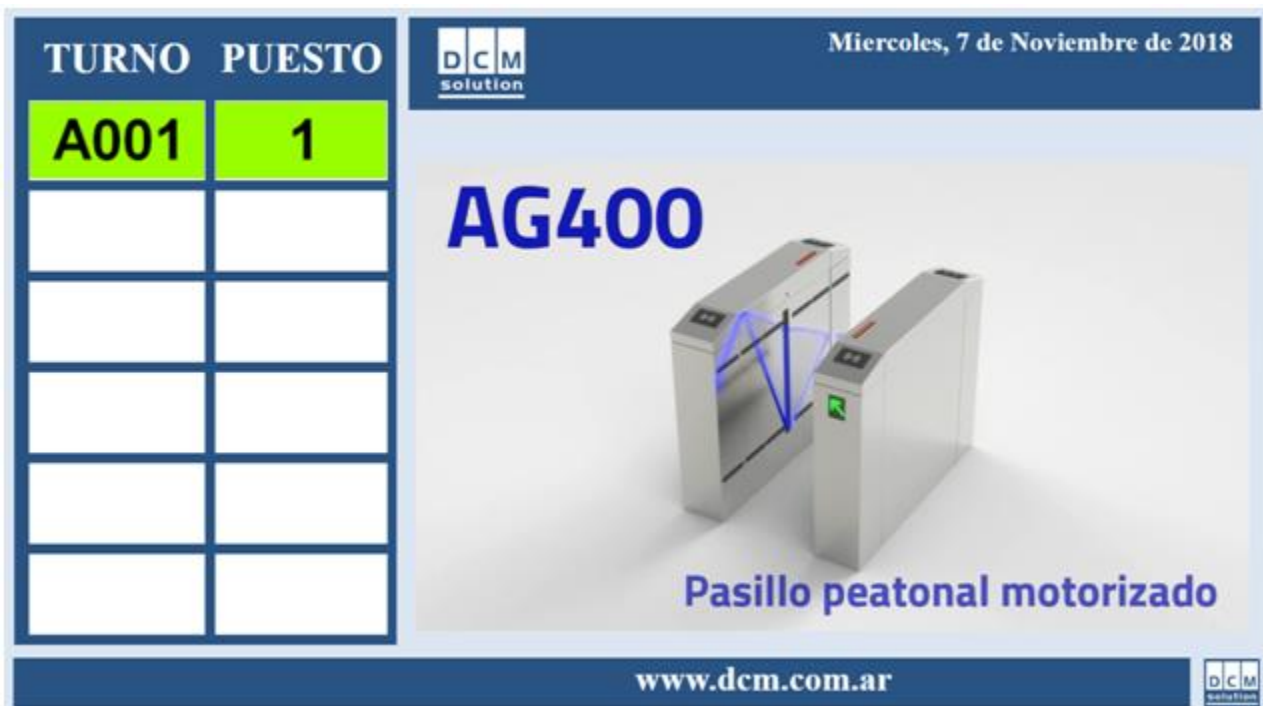 TURNO PUESTO
A001 1
DCM
solution
Miercoles, 7 de Noviembre de 2018
AG400
Pasillo peatonal motorizado
www.dcm.com.ar
DCM
solution